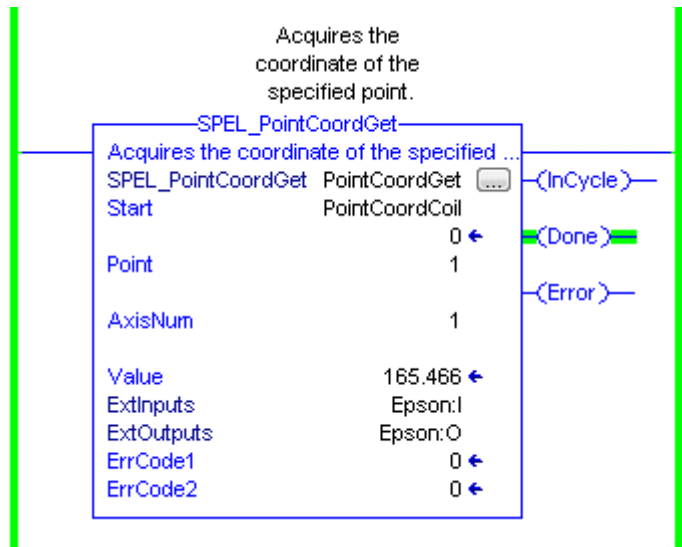 Acquires the
coordinate of the
specified point.
SPEL_PointCoordGet
Acquires the coordinate of the specified ...
SPEL_PointCoordGet PointCoordGet ... (InCycle)
Start PointCoordCoil
0 (Done)
Point 1
(Error)
AxisNum 1
Value 165.466
ExtInputs Epson:I
ExtOutputs Epson:O
ErrCode1 0
ErrCode2 0